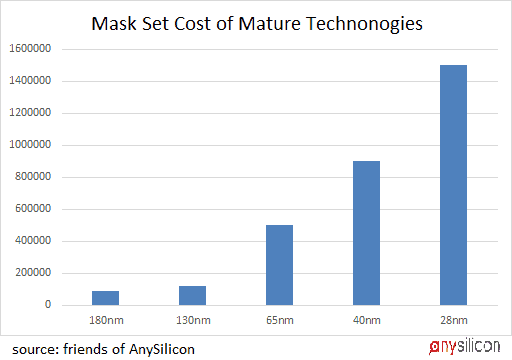 Mask Set Cost of Mature Technonogies
1600000
1400000
1200000
1000000
800000
600000
400000
200000
0
180nm 130nm 65nm 40nm 28nm
source: friends of AnySilicon
anysilicon